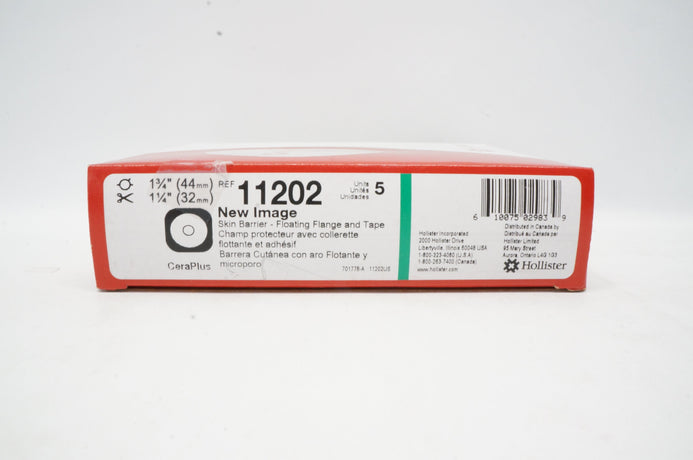 1¾" (44mm)
1¼" (32mm)
REF 11202
Units
Unités
Unidades
5
New Image
Skin Barrier - Floating Flange and Tape
Champ protecteur avec collerette
flottante et adhésif
Barrera Cutánea con aro Flotante y
microporo
CeraPlus
701778-A 11202US
Hollister Incorporated
2000 Hollister Drive
Libertyville, Illinois 60048 USA
1-800-323-4060 (U.S.A.)
1-800-263-7400 (Canada)
www.hollister.com
6 10075 02983 9
Distributed in Canada by
Distribué au Canada par
Hollister Limited
95 Mary Street
Aurora, Ontario L4G 1G3
Hollister